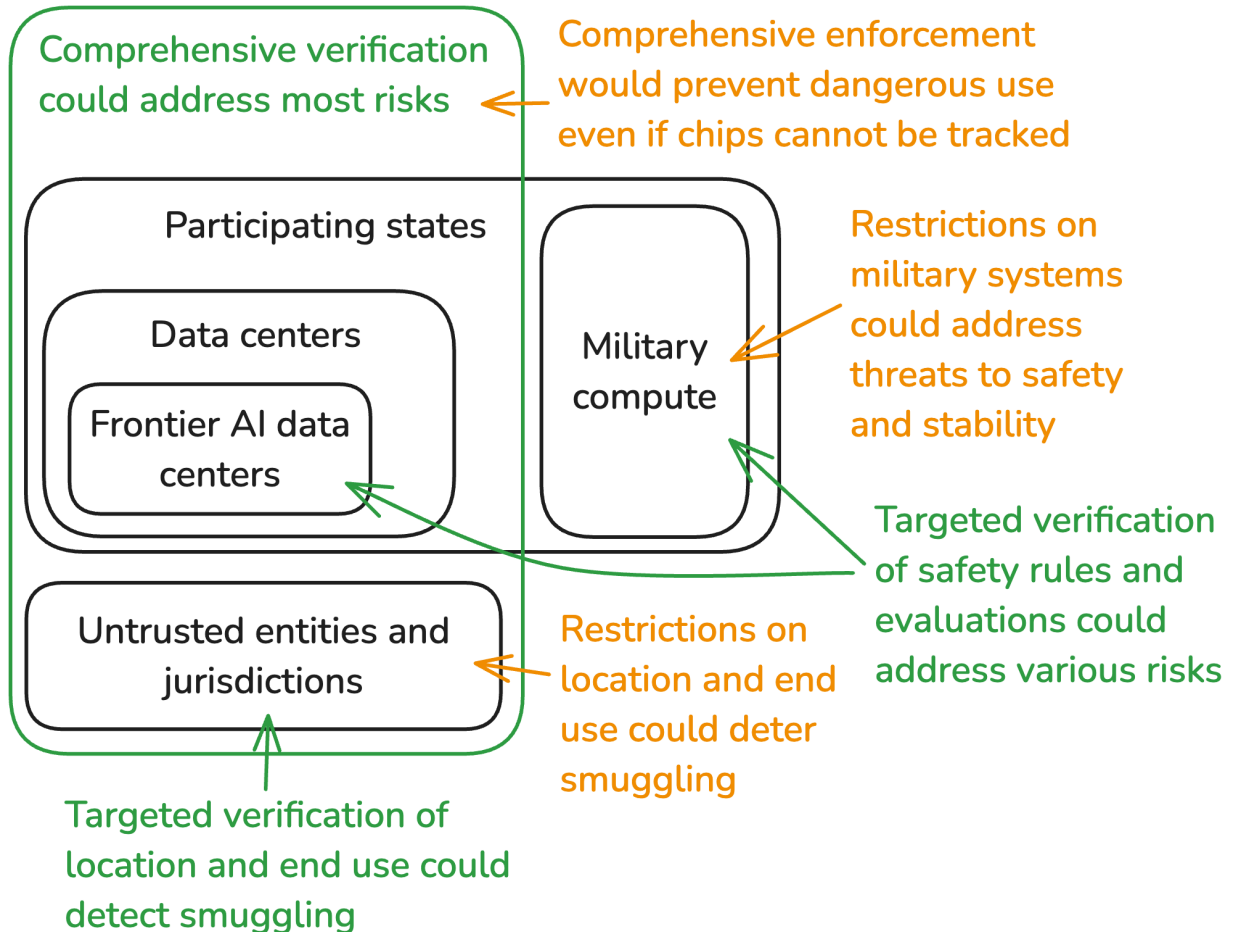 Comprehensive verification
could address most risks
Comprehensive enforcement
would prevent dangerous use
even if chips cannot be tracked
Participating states
Data centers
Frontier AI data
centers
Military
compute
Restrictions on
military systems
could address
threats to safety
and stability
Targeted verification
of safety rules and
evaluations could
address various risks
Untrusted entities and
jurisdictions
Restrictions on
location and end
use could deter
smuggling
Targeted verification of
location and end use could
detect smuggling